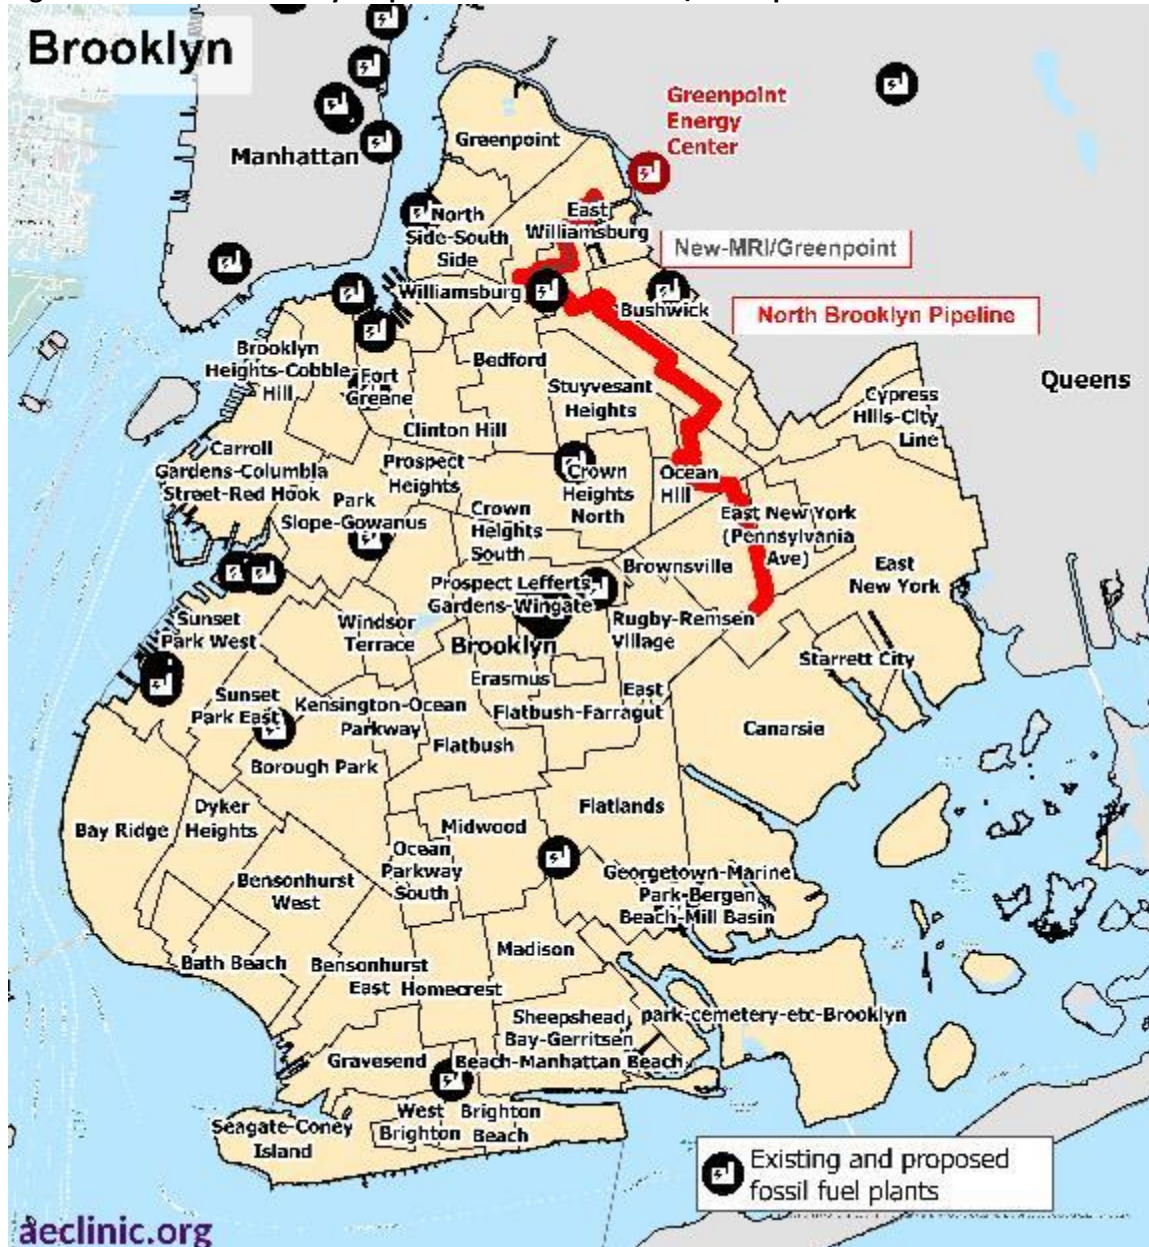 Brooklyn
Manhattan
Greenpoint
Energy
Center
Greenpoint
North
Side-South
Side
East
Williamsburg
New-MRI/Greenpoint
Williamsburg
Bushwick
North Brooklyn Pipeline
Queens
Brooklyn
Heights-Cobble
Hill
Fort
Greene
Bedford
Stuyvesant
Heights
Cypress
Hills-City
Line
Clinton Hill
Carroll
Gardens-Columbia
Street-Red Hook
Prospect
Heights
Park
Slope-Gowanus
Crown
Heights
North
Ocean
Hill
Crown
Heights
South
East New York
(Pennsylvania
Ave)
East
New York
Brownsville
Prospect Lefferts
Gardens-Wingate
Rugby-Remsen
Village
Sunset
Park West
Windsor
Terrace
Brooklyn
Erasmus
Starrett City
Sunset
Park East
Kensington-Ocean
Parkway
East
Flatbush-Farragut
Canarsie
Flatbush
Borough Park
Bay Ridge
Dyker
Heights
Midwood
Flatlands
Ocean
Parkway
South
Bensonhurst
West
Georgetown-Marine
Park-Bergen
Beach-Mill Basin
Bath Beach
Bensonhurst
East
Homecrest
Madison
Sheepshead
Bay-Gerritsen
Beach-Manhattan Beach
park-cemetery-etc-Brooklyn
Gravesend
West
Brighton
Brighton
Beach
Seagate-Coney
Island
Existing and proposed
fossil fuel plants
aeclinic.org